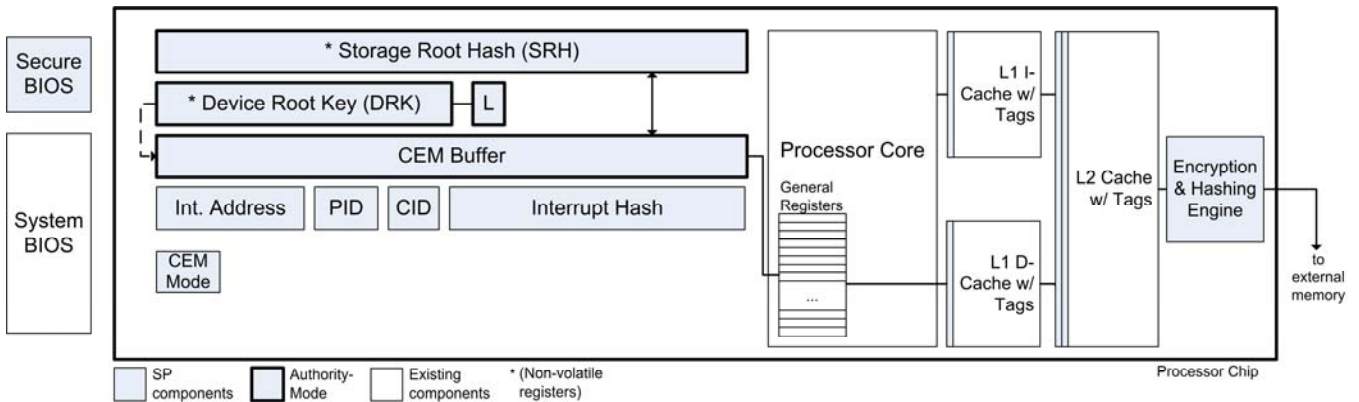 Secure
BIOS
System
BIOS
* Storage Root Hash (SRH)
* Device Root Key (DRK)
L
CEM Buffer
Int. Address
PID
CID
Interrupt Hash
CEM
Mode
Processor Core
General
Registers
...
L1 I-
Cache w/
Tags
L1 D-
Cache w/
Tags
L2 Cache
w/ Tags
Encryption
& Hashing
Engine
to
external
memory
Processor Chip
SP
components
Authority-
Mode
Existing
components
* (Non-volatile
registers)